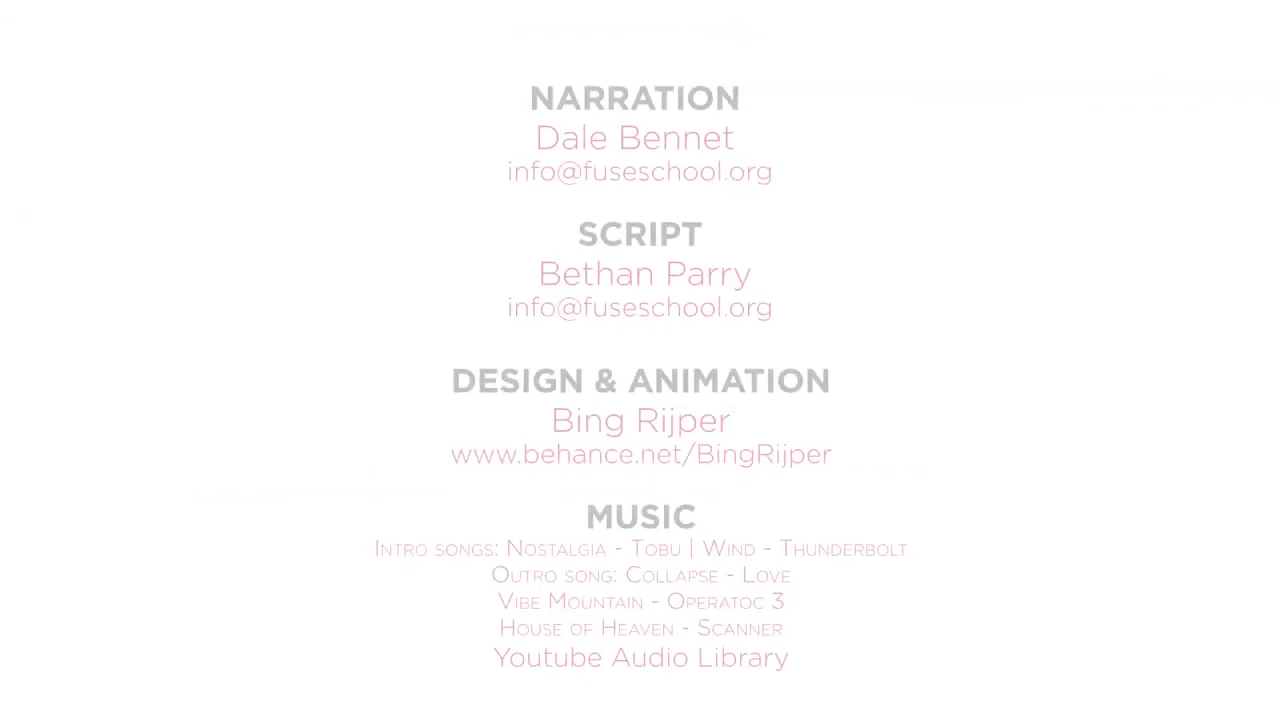 NARRATION
Dale Bennet
info@fuseschool.org
SCRIPT
Bethan Parry
info@fuseschool.org
DESIGN & ANIMATION
Bing Rijper
www.behance.net/BingRijper
MUSIC
Intro songs: Nostalgia - Tobu | Wind - Thunderbolt
Outro song: Collapse - Love
Vibe Mountain - Operatoc 3
House of Heaven - Scanner
Youtube Audio Library